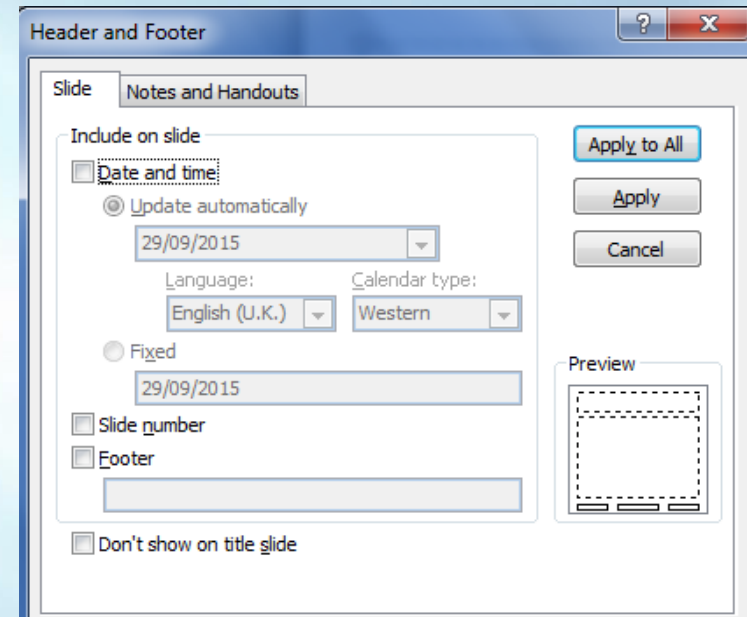 Header and Footer
Slide
Notes and Handouts
Include on slide
Date and time
Update automatically
29/09/2015
Language:
Calendar type:
English (U.K.)
Western
Fixed
29/09/2015
Slide number
Footer
Don't show on title slide
Apply to All
Apply
Cancel
Preview